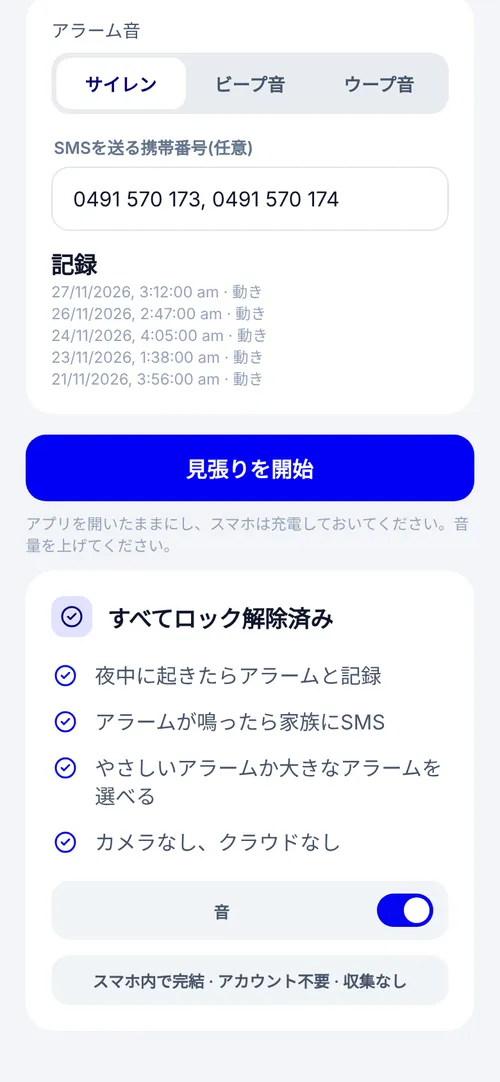 アラーム音
サイレン ビープ音 ウープ音
SMSを送る携帯番号(任意)
0491 570 173, 0491 570 174
記録
27/11/2026, 3:12:00 am · 動き
26/11/2026, 2:47:00 am · 動き
24/11/2026, 4:05:00 am · 動き
23/11/2026, 1:38:00 am · 動き
21/11/2026, 3:56:00 am · 動き
見張りを開始
アプリを開いたままにし、スマホは充電しておいてください。音
量を上げてください。
すべてロック解除済み
夜中に起きたらアラームと記録
アラームが鳴ったら家族にSMS
やさしいアラームか大きなアラームを
選べる
カメラなし、クラウドなし
音
スマホ内で完結 · アカウント不要 · 収集なし